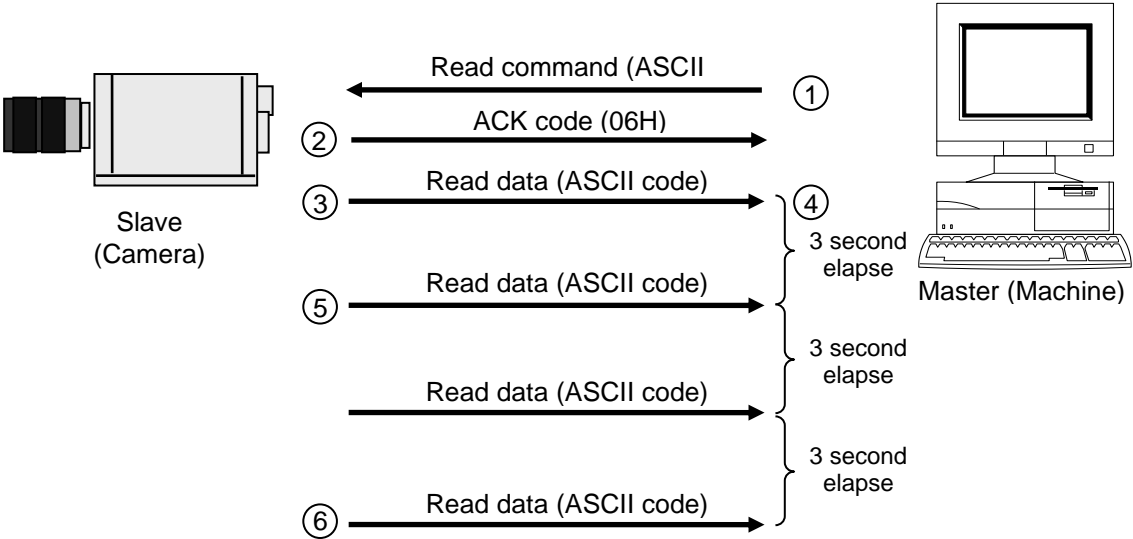 Read command (ASCII
①
ACK code (06H)
②
Read data (ASCII code)
③
④
Slave
(Camera)
3 second
elapse
Master (Machine)
Read data (ASCII code)
⑤
3 second
elapse
Read data (ASCII code)
3 second
elapse
Read data (ASCII code)
⑥